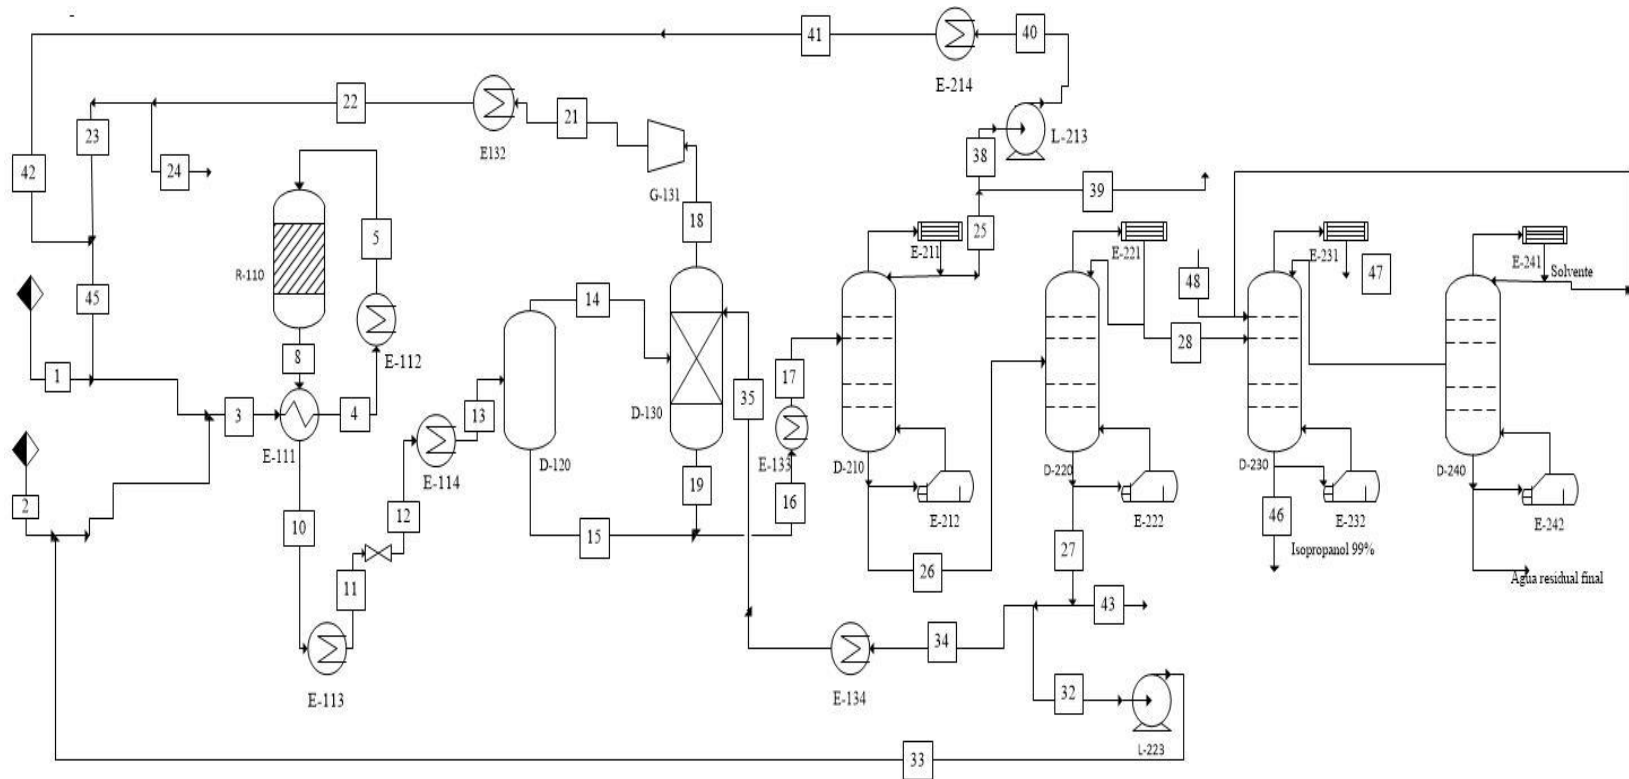 41
40
E-214
22
21
E132
G-131
L-213
23
24
42
38
39
5
18
25
R-110
E-211
E-221
E-231
47
E-241
Solvente
48
45
14
1
8
E-112
28
17
35
3
4
13
D-130
E-133
E-111
E-114
D-120
D-210
D-220
D-230
D-240
2
19
16
12
10
15
E-212
E-222
46
E-232
E-242
Isopropanol 99%
27
11
26
Agua residual final
43
34
E-113
E-134
32
L-223
33